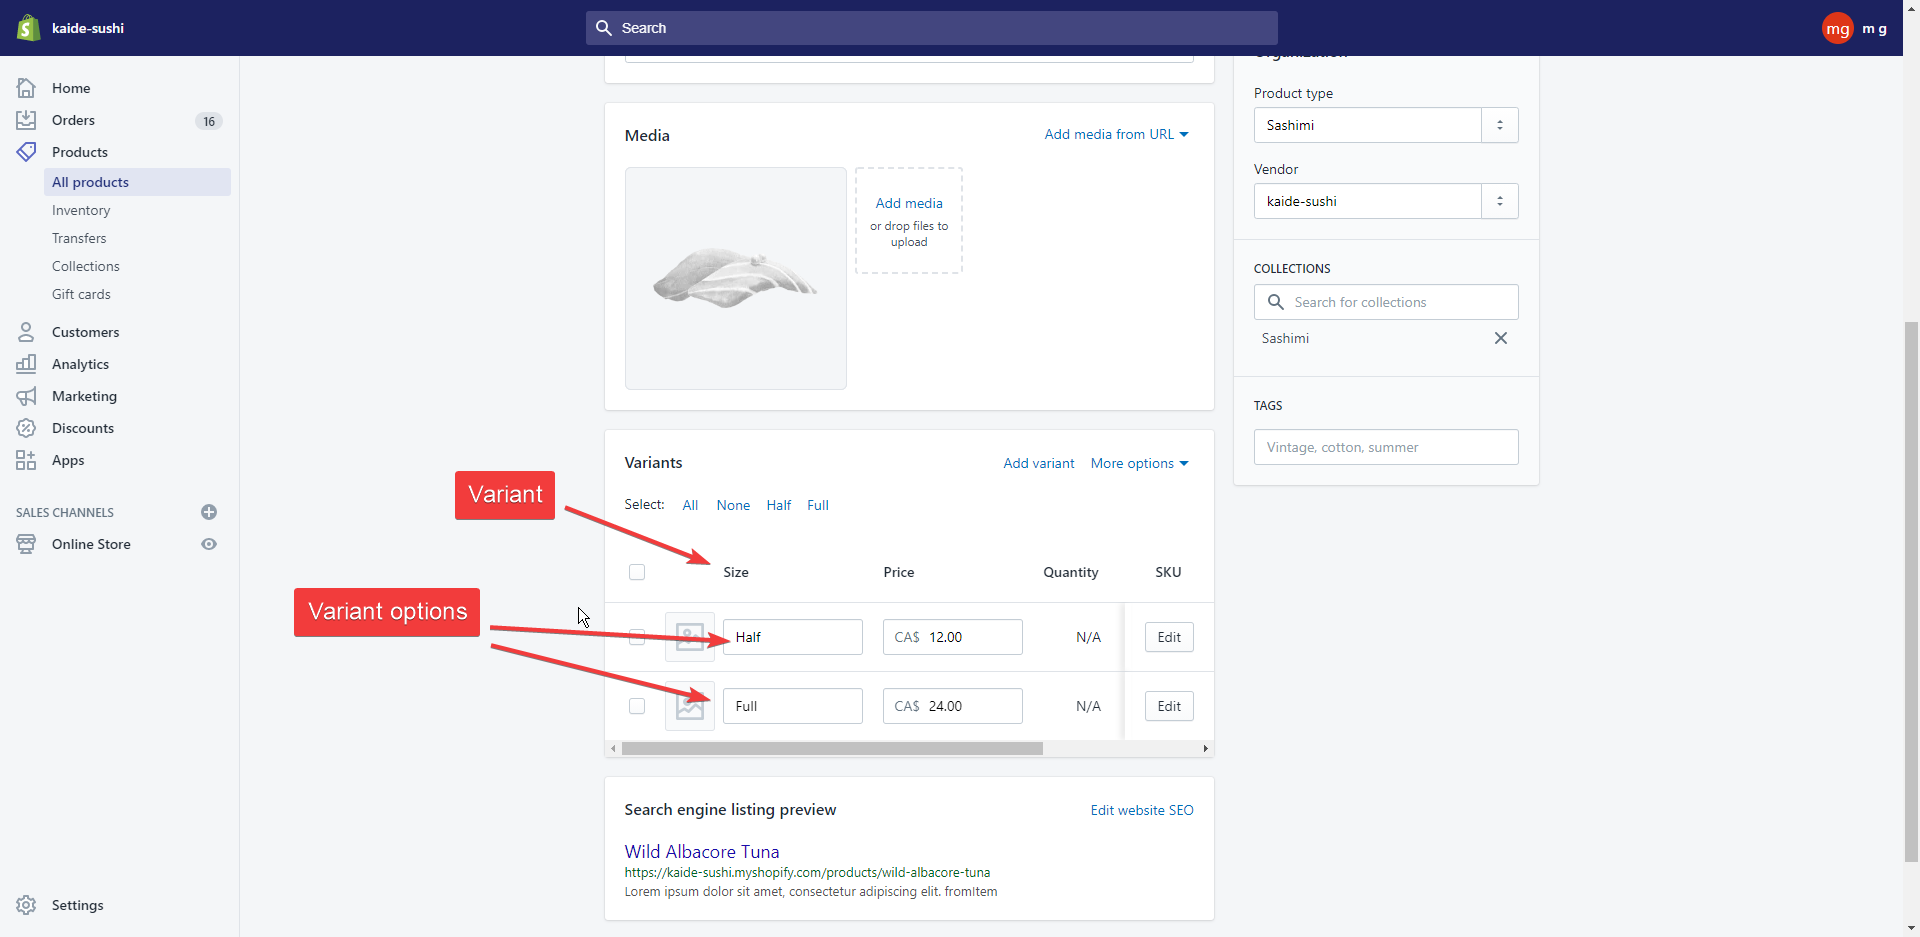 kaide-sushi
Search
mg
m g
Home
Orders
16
Products
All products
Inventory
Transfers
Collections
Gift cards
Customers
Analytics
Marketing
Discounts
Apps
SALES CHANNELS
Online Store
Settings
Media
Add media from URL
Add media
or drop files to
upload
Variants
Add variant
More options
Select: All None Half Full
Variant
Size Price Quantity SKU
Variant options
Half CA$ 12.00 N/A Edit
Full CA$ 24.00 N/A Edit
Search engine listing preview
Edit website SEO
Wild Albacore Tuna
https://kaide-sushi.myshopify.com/products/wild-albacore-tuna
Lorem ipsum dolor sit amet, consectetur adipiscing elit. fromItem
Organization
Product type
Sashimi
Vendor
kaide-sushi
COLLECTIONS
Search for collections
Sashimi
TAGS
Vintage, cotton, summer